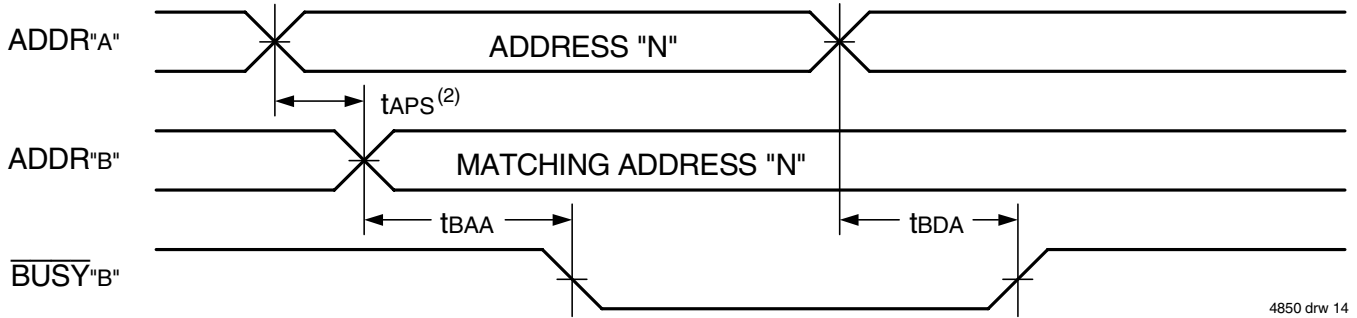 ADDR"A"
ADDRESS "N"
tAPS(2)
ADDR"B"
MATCHING ADDRESS "N"
tBAA
tBDA
BUSY"B"
4850 drw 14